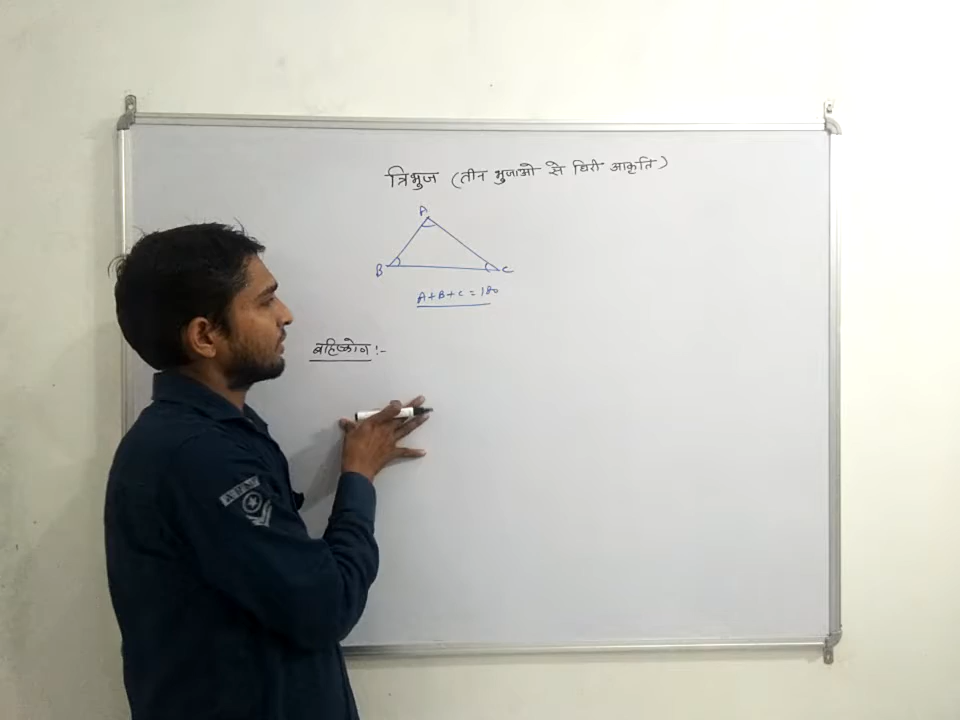 त्रिभुज (तीन भुजाओ से घिरी आकृति)
A
B
C
A+B+C = 180
बहिष्कोण :-